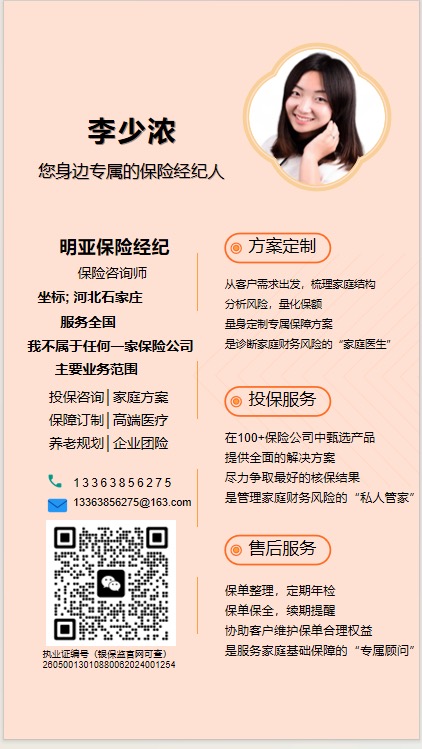 李少浓
您身边专属的保险经纪人
明亚保险经纪
保险咨询师
坐标; 河北石家庄
服务全国
我不属于任何一家保险公司
主要业务范围
投保咨询|家庭方案
保障订制|高端医疗
养老规划|企业团险
13363856275
13363856275@163.com
执业证编号（银保监官网可查）
26050013010880062024001254
方案定制
从客户需求出发，梳理家庭结构
分析风险，量化保额
量身定制专属保障方案
是诊断家庭财务风险的“家庭医生”
投保服务
在100+保险公司中甄选产品
提供全面的解决方案
尽力争取最好的核保结果
是管理家庭财务风险的“私人管家”
售后服务
保单整理，定期年检
保单保全，续期提醒
协助客户维护保单合理权益
是服务家庭基础保障的“专属顾问”